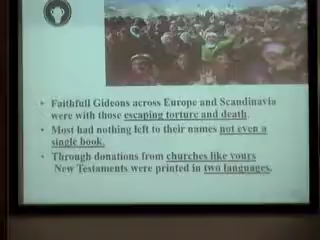 • Faithfull Gideons across Europe and Scandinavia
were with those escaping torture and death.
• Most had nothing left to their names not even a
single book.
• Through donations from churches like yours
New Testaments were printed in two languages.